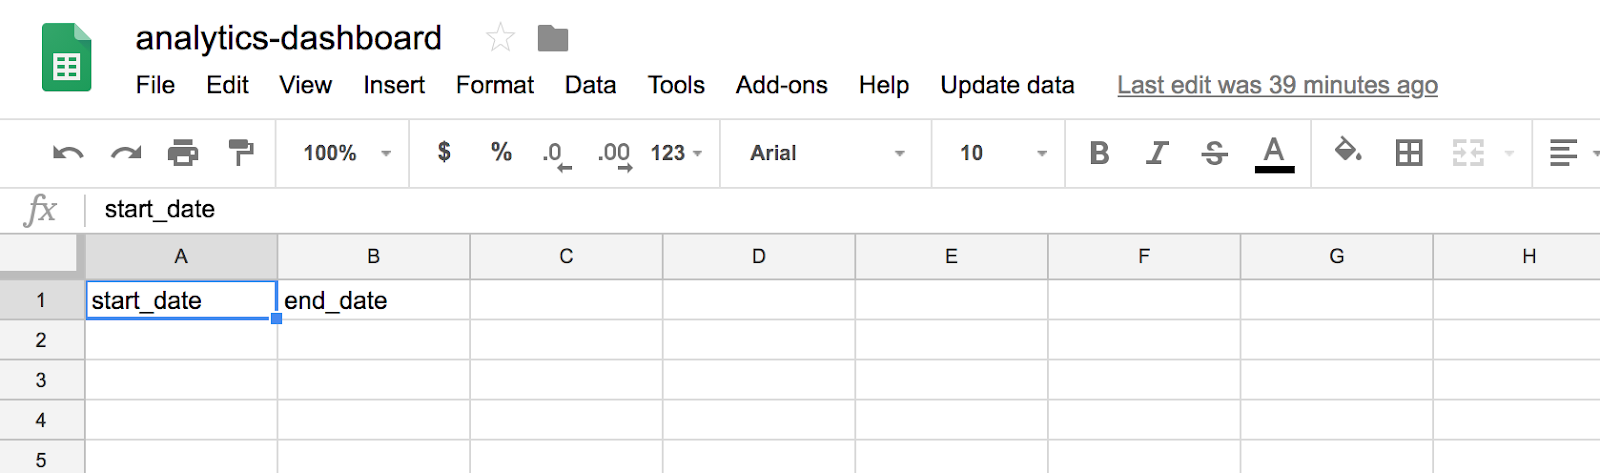 analytics-dashboard
File Edit View Insert Format Data Tools Add-ons Help Update data Last edit was 39 minutes ago
100% $ % .0 .00 123 Arial 10 B I S A
fx start_date
A B C D E F G H
1 start_date end_date
2
3
4
5